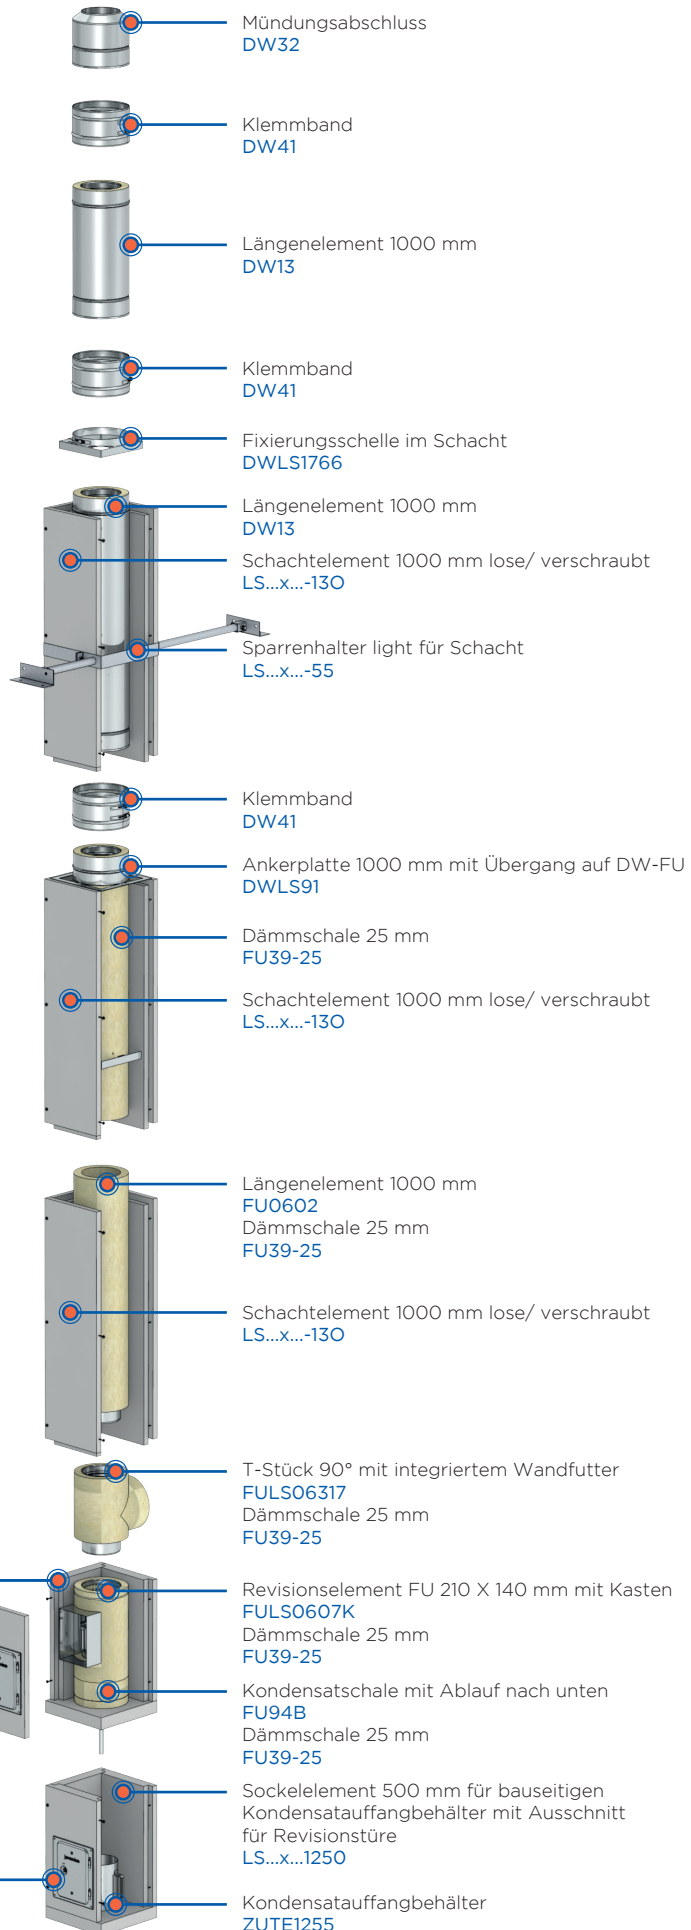 Mündungsabschluss
DW32
Klemmband
DW41
Längenelement 1000 mm
DW13
Klemmband
DW41
Fixierungsschelle im Schacht
DWLS1766
Längenelement 1000 mm
DW13
Schachtelement 1000 mm lose/ verschraubt
LS...x...-13O
Sparrenhalter light für Schacht
LS...x...-55
Klemmband
DW41
Ankerplatte 1000 mm mit Übergang auf DW-FU
DWLS91
Dämmschale 25 mm
FU39-25
Schachtelement 1000 mm lose/ verschraubt
LS...x...-13O
Längenelement 1000 mm
FU0602
Dämmschale 25 mm
FU39-25
Schachtelement 1000 mm lose/ verschraubt
LS...x...-13O
T-Stück 90° mit integriertem Wandfutter
FULS06317
Dämmschale 25 mm
FU39-25
Revisionselement FU 210 X 140 mm mit Kasten
FULS0607K
Dämmschale 25 mm
FU39-25
Kondensatschale mit Ablauf nach unten
FU94B
Dämmschale 25 mm
FU39-25
Sockelelement 500 mm für bauseitigen
Kondensatauffangbehälter mit Ausschnitt
für Revisionstüre
LS...x...1250
Kondensatauffangbehälter
ZUTE1255